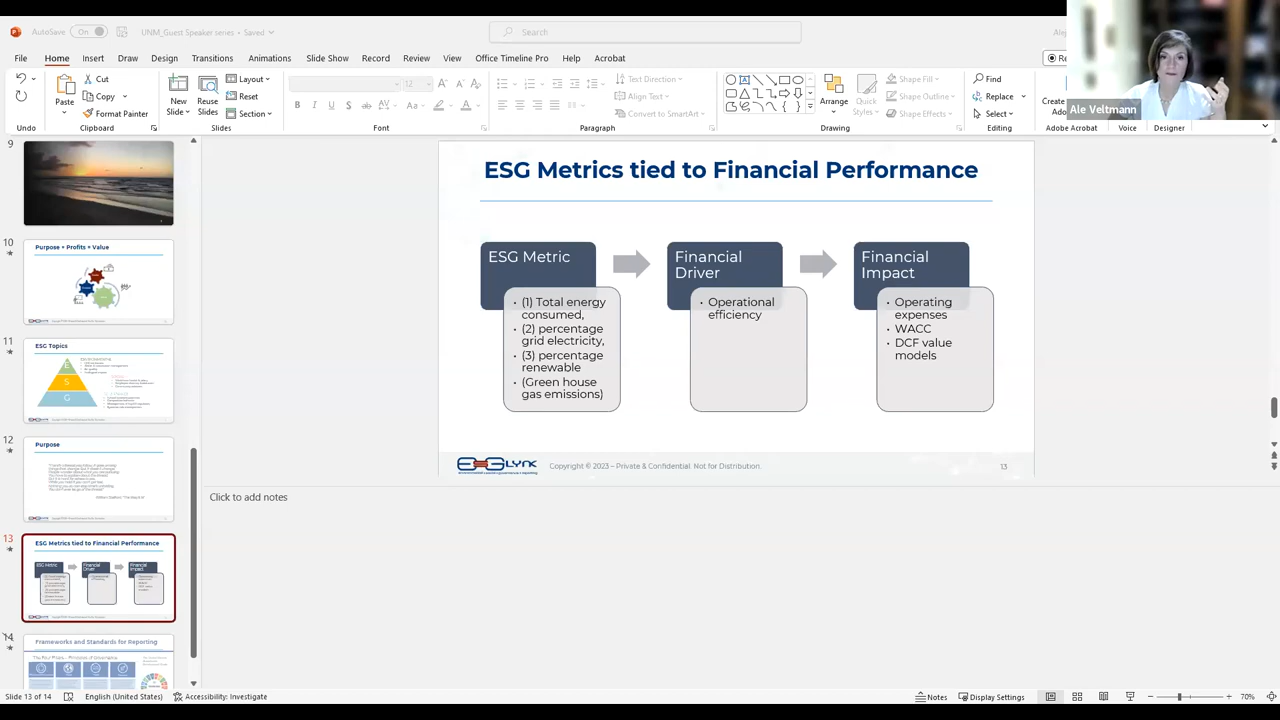 AutoSave
On
UNM_Guest Speaker series • Saved
Search
File
Home
Insert
Draw
Design
Transitions
Animations
Slide Show
Record
Review
View
Office Timeline Pro
Help
Acrobat
Ale Veltmann
Undo
Paste
Cut
Copy
Format Painter
Clipboard
New
Slide
Reuse
Slides
Layout
Reset
Section
Slides
12
Font
Text Direction
Align Text
Convert to SmartArt
Paragraph
Arrange
Quick
Styles
Shape Fill
Shape Outline
Shape Effects
Drawing
Find
Replace
Select
Editing
Adobe Acrobat
Voice
Designer
9
10
Purpose + Profits = Value
11
ESG Topics
E
S
G
12
Purpose
13
ESG Metrics tied to Financial Performance
14
Frameworks and Standards for Reporting
ESG Metrics tied to Financial Performance
ESG Metric
• (1) Total energy
consumed,
• (2) percentage
grid electricity,
• (3) percentage
renewable
• (Green house
gas emissions)
Financial
Driver
• Operational
efficiency
Financial
Impact
• Operating
expenses
• WACC
• DCF value
models
Copyright © 2023 – Private & Confidential. Not for Distribution.
13
Click to add notes
Slide 13 of 14
English (United States)
Accessibility: Investigate
Notes
Display Settings
70%